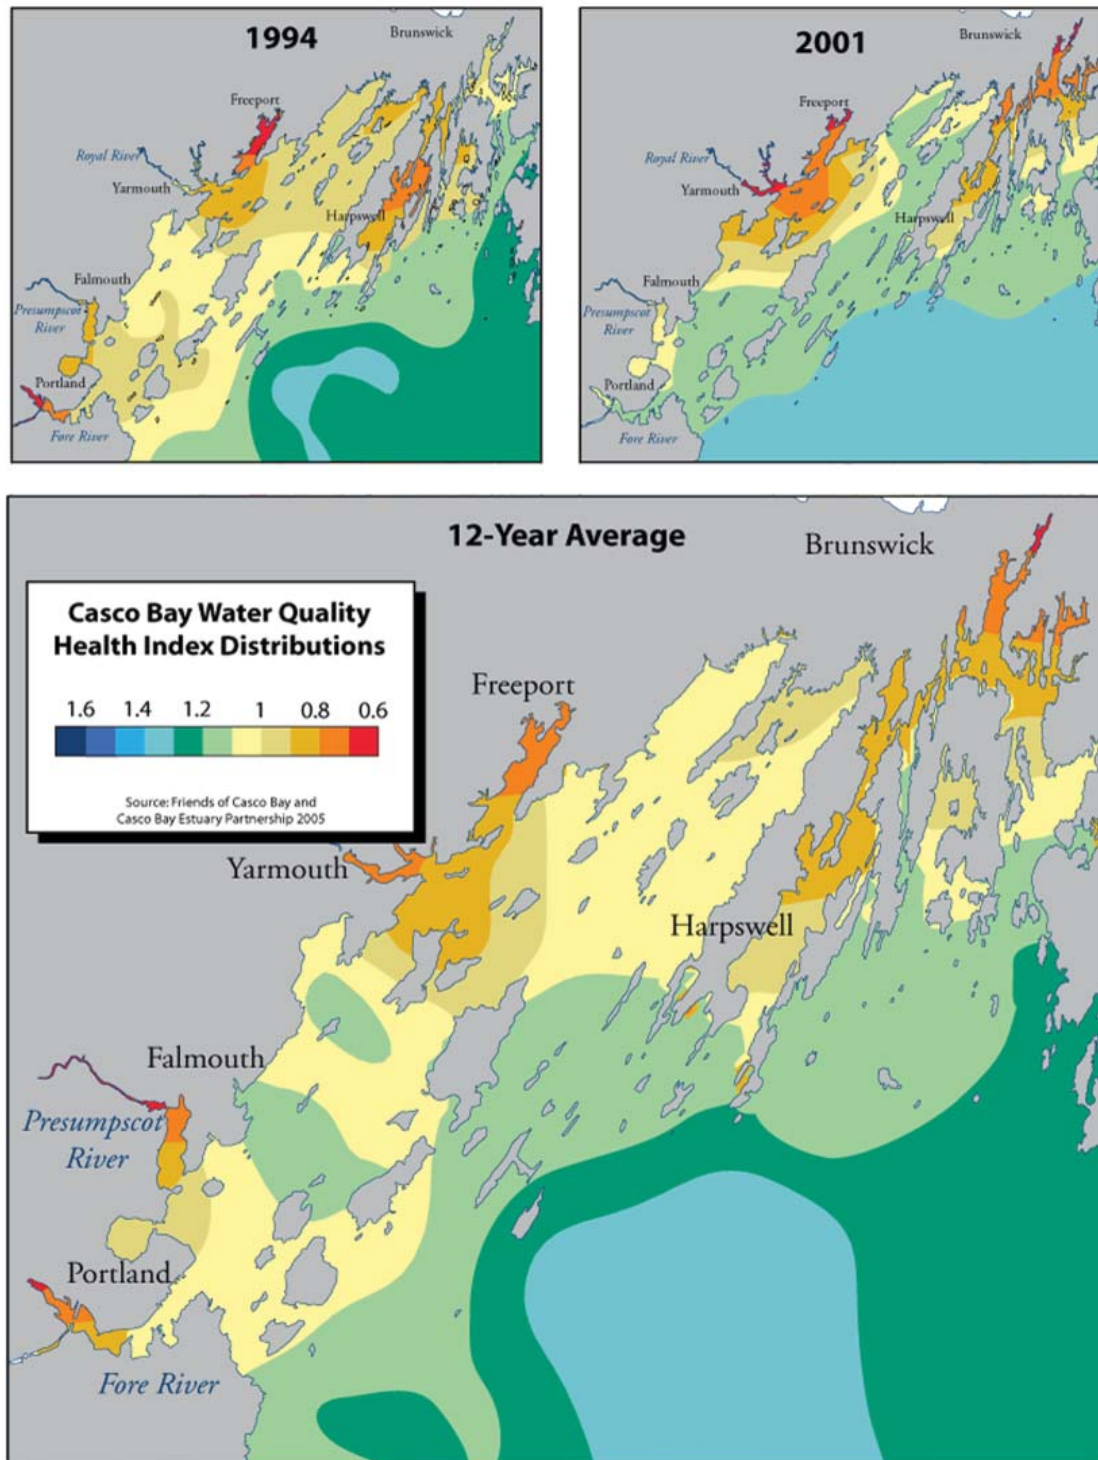 1994
Brunswick
Freeport
Royal River
Yarmouth
Harpswell
Falmouth
Presumpscot
River
Portland
Fore River
2001
Brunswick
Freeport
Royal River
Yarmouth
Harpswell
Falmouth
Presumpscot
River
Portland
Fore River
12-Year Average
Brunswick
Casco Bay Water Quality
Health Index Distributions
1.6 1.4 1.2 1 0.8 0.6
Source: Friends of Casco Bay and
Casco Bay Estuary Partnership 2005
Freeport
Yarmouth
Harpswell
Falmouth
Presumpscot
River
Portland
Fore River